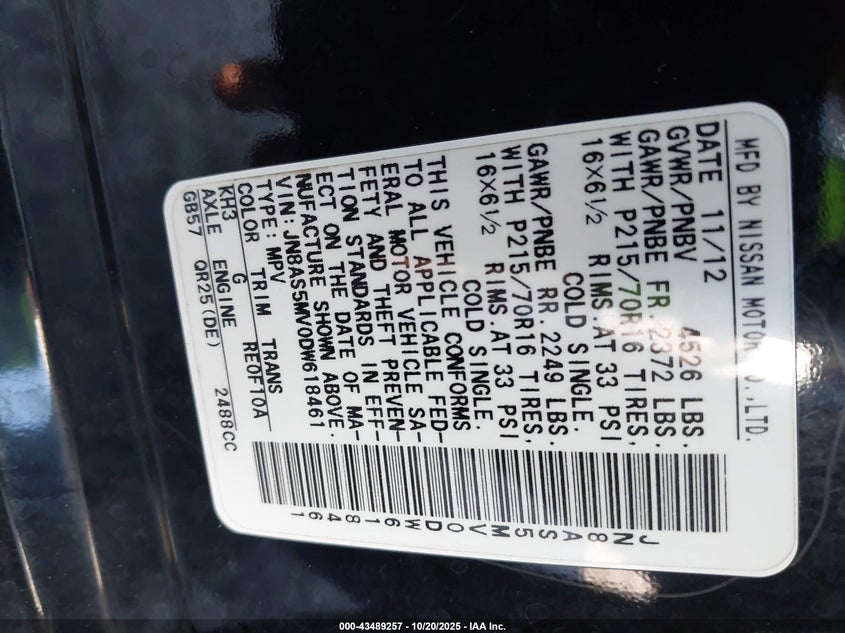 MFD BY NISSAN MOTOR CO.,LTD.
DATE 11/12
GVWR/PNBV 4526 LBS.
GAWR/PNBE FR. 2372 LBS.
WITH P215/70R16 TIRES,
16X6½ RIMS.AT 33 PSI
COLD SINGLE.
GAWR/PNBE RR. 2249 LBS.
WITH P215/70R16 TIRES,
16X6½ RIMS.AT 33 PSI
COLD SINGLE.
THIS VEHICLE CONFORMS
TO ALL APPLICABLE FED-
ERAL MOTOR VEHICLE SA-
FETY AND THEFT PREVEN-
TION STANDARDS IN EFF-
ECT ON THE DATE OF MA-
NUFACTURE SHOWN ABOVE.
VIN:JN8AS5MV0DW618461
TYPE:MPV
COLOR TRIM TRANS
KH3 G RE0F10A
AXLE ENGINE
GB57 QR25(DE) 2488CC
JN8AS5MV0DW618461
000-43489257 - 10/20/2025 - IAA Inc.